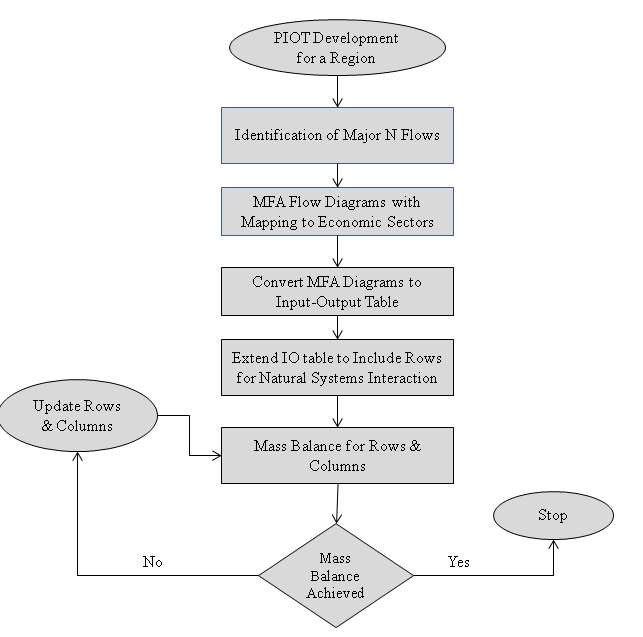 PIOT Development
for a Region
Identification of Major N Flows
MFA Flow Diagrams with
Mapping to Economic Sectors
Convert MFA Diagrams to
Input-Output Table
Extend IO table to Include Rows
for Natural Systems Interaction
Update Rows
& Columns
Mass Balance for Rows &
Columns
Stop
No
Yes
Mass
Balance
Achieved